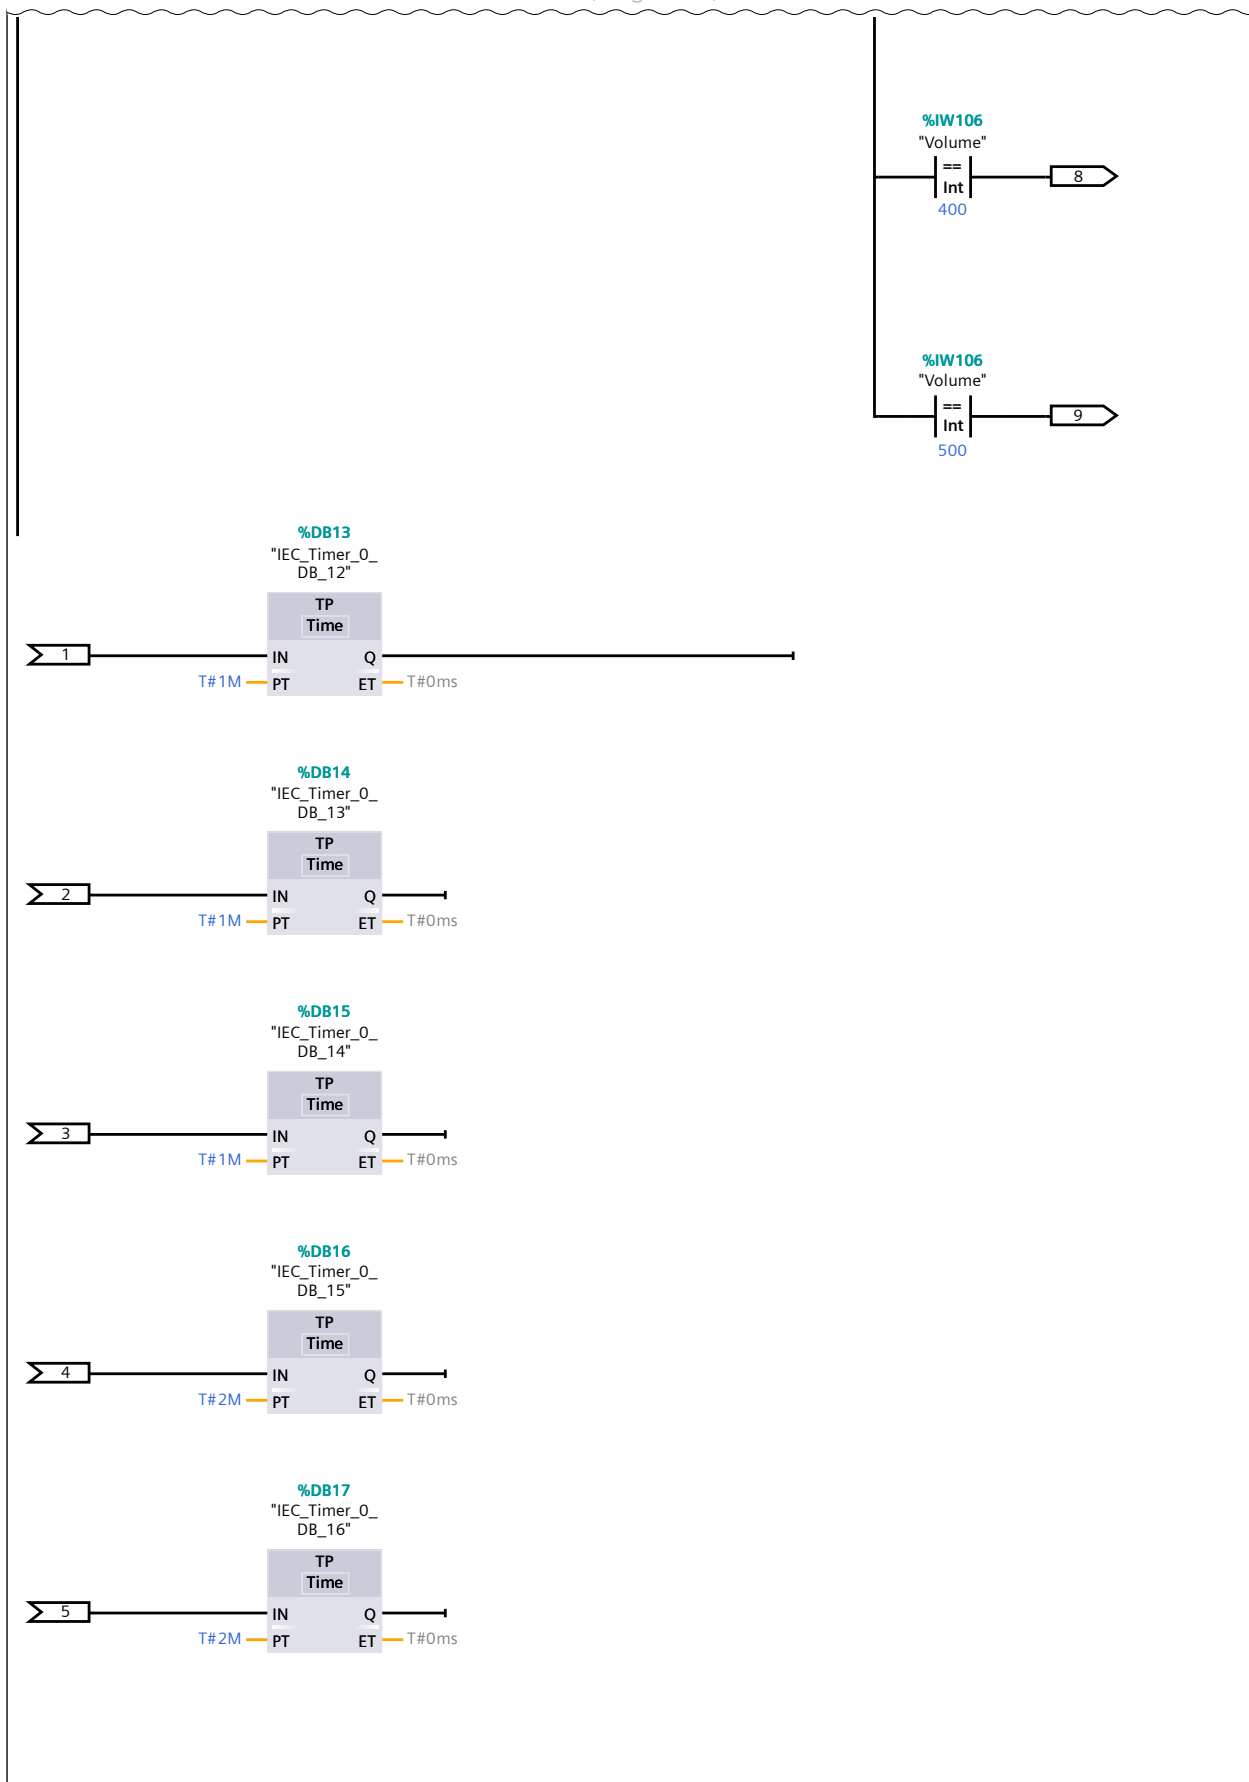 %IW106
"Volume"
==
Int
8
400
%IW106
"Volume"
==
Int
9
500
%DB13
"IEC_Timer_0_
DB_12"
TP
Time
1
IN Q
T#1M PT ET T#0ms
%DB14
"IEC_Timer_0_
DB_13"
TP
Time
2
IN Q
T#1M PT ET T#0ms
%DB15
"IEC_Timer_0_
DB_14"
TP
Time
3
IN Q
T#1M PT ET T#0ms
%DB16
"IEC_Timer_0_
DB_15"
TP
Time
4
IN Q
T#2M PT ET T#0ms
%DB17
"IEC_Timer_0_
DB_16"
TP
Time
5
IN Q
T#2M PT ET T#0ms